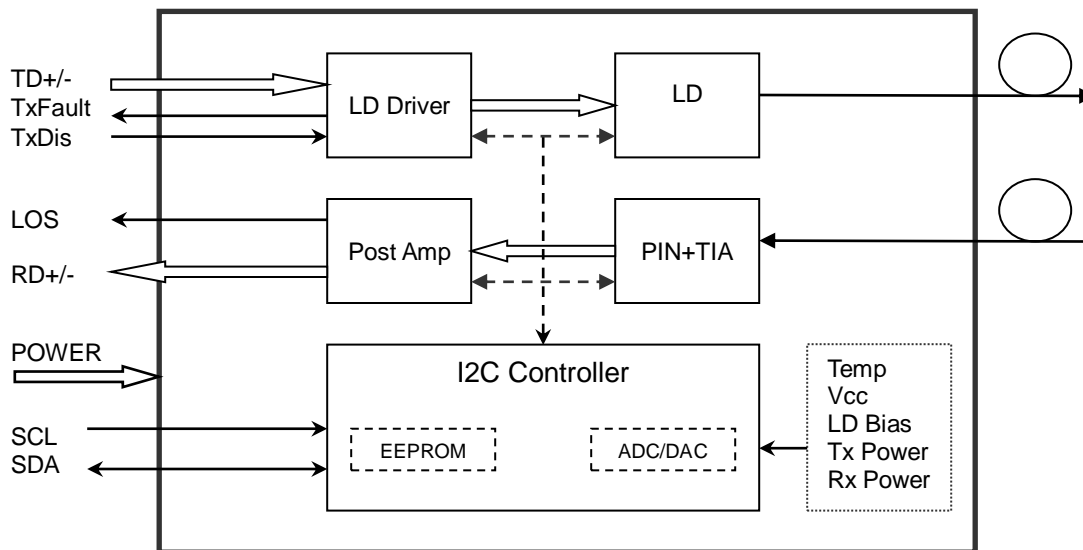 TD+/-
TxFault
TxDis
LD Driver
LD
LOS
RD+/-
Post Amp
PIN+TIA
POWER
SCL
SDA
I2C Controller
EEPROM
ADC/DAC
Temp
Vcc
LD Bias
Tx Power
Rx Power